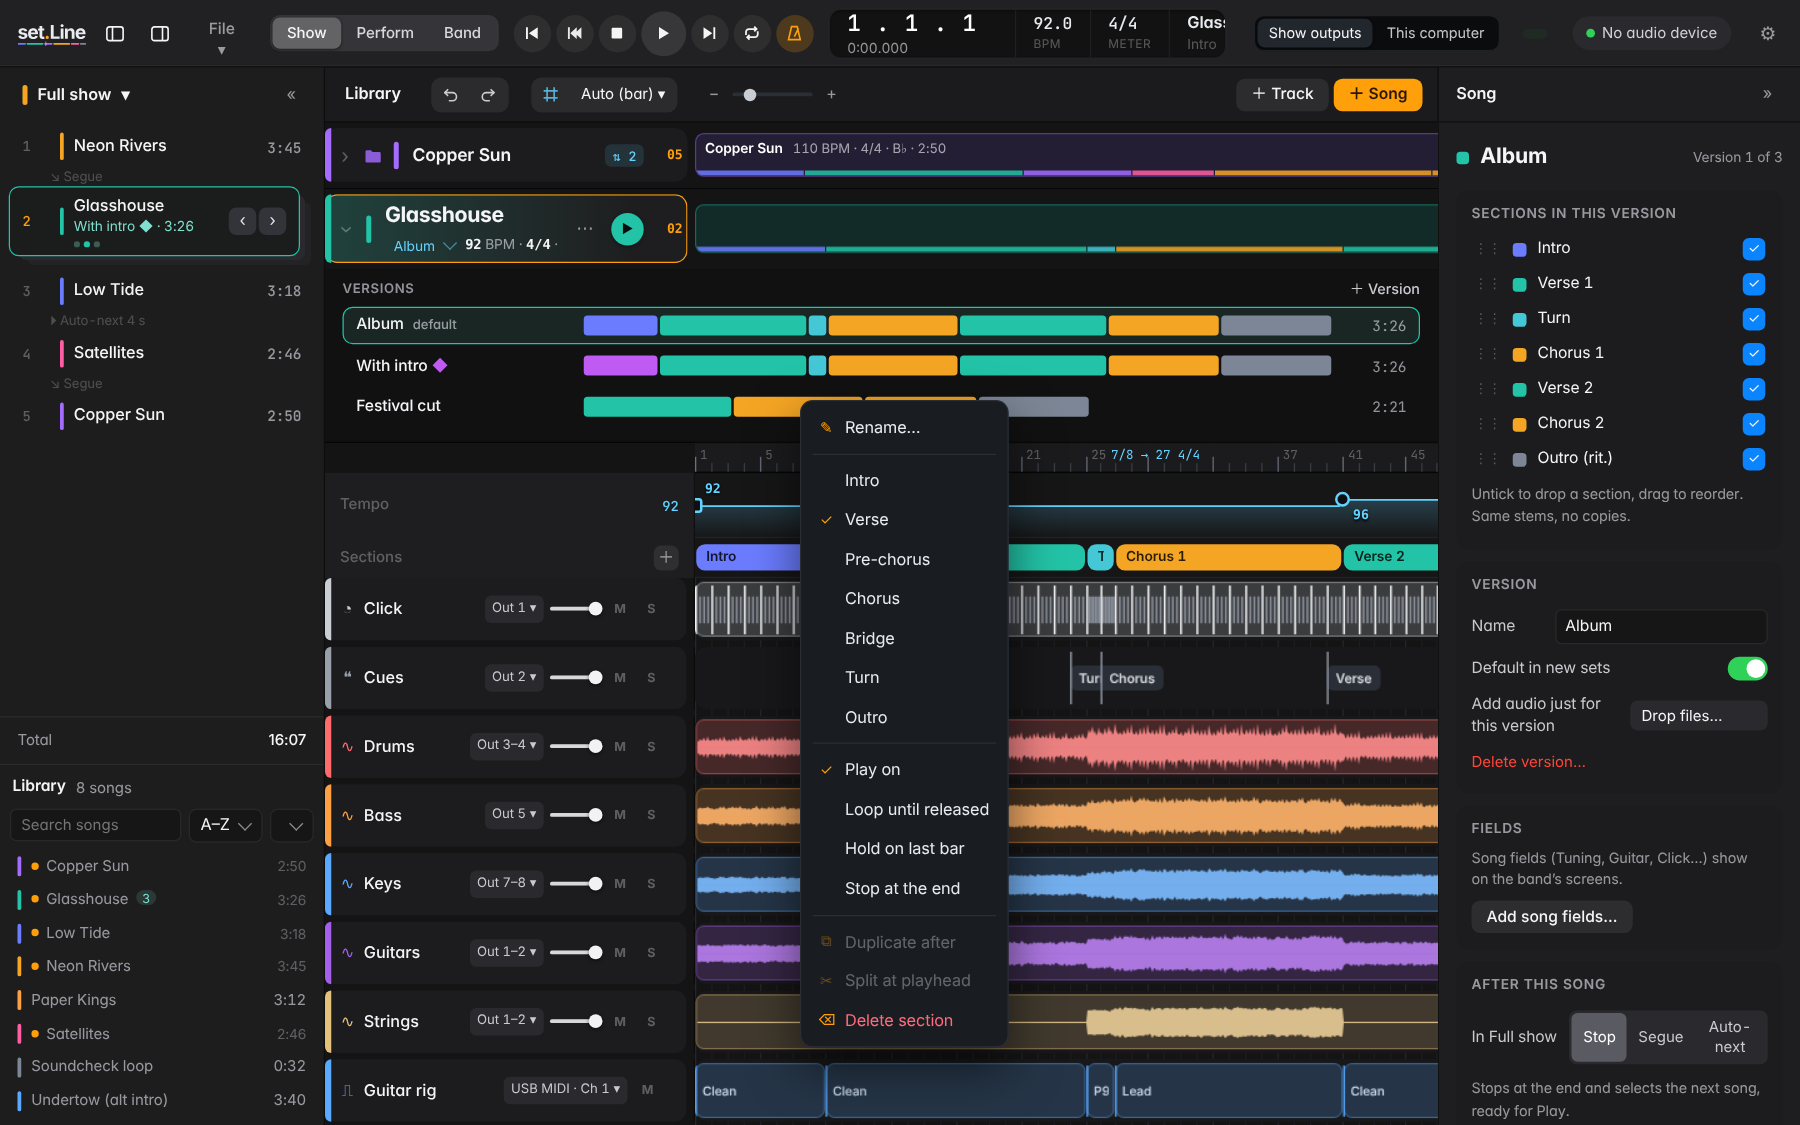 set.Line
File ▾
Show
Perform
Band
1 . 1 . 1
0:00.000
92.0
BPM
4/4
METER
Glass
Intro
Show outputs
This computer
No audio device
Full show ▾
«
1
Neon Rivers
3:45
Segue
2
Glasshouse
With intro ◆ · 3:26
3
Low Tide
3:18
Auto-next 4 s
4
Satellites
2:46
Segue
5
Copper Sun
2:50
Total
16:07
Library 8 songs
Search songs
A–Z
Copper Sun
2:50
Glasshouse 3
3:26
Low Tide
3:18
Neon Rivers
3:45
Paper Kings
3:12
Satellites
2:46
Soundcheck loop
0:32
Undertow (alt intro)
3:40
Library
Auto (bar) ▾
− +
+ Track
+ Song
Copper Sun
⇅ 2
05
Copper Sun 110 BPM · 4/4 · B♭ · 2:50
Glasshouse
Album 92 BPM · 4/4 ·
···
02
VERSIONS
+ Version
Album default
3:26
With intro ◆
3:26
Festival cut
2:21
1 5 21 25 7/8 → 27 4/4 37 41 45
Tempo
92
92
96
Sections
+
Intro
T
Chorus 1
Verse 2
Click
Out 1 ▾
M S
Cues
Out 2 ▾
M S
Tur
Chorus
Verse
Drums
Out 3–4 ▾
M S
Bass
Out 5 ▾
M S
Keys
Out 7–8 ▾
M S
Guitars
Out 1–2 ▾
M S
Strings
Out 1–2 ▾
M S
Guitar rig
USB MIDI · Ch 1 ▾
M
Clean
Clean
P9
Lead
Clean
Rename...
Intro
Verse
Pre-chorus
Chorus
Bridge
Turn
Outro
Play on
Loop until released
Hold on last bar
Stop at the end
Duplicate after
Split at playhead
Delete section
Song
»
Album
Version 1 of 3
SECTIONS IN THIS VERSION
Intro
Verse 1
Turn
Chorus 1
Verse 2
Chorus 2
Outro (rit.)
Untick to drop a section, drag to reorder.
Same stems, no copies.
VERSION
Name
Album
Default in new sets
Add audio just for
this version
Drop files...
Delete version...
FIELDS
Song fields (Tuning, Guitar, Click...) show
on the band's screens.
Add song fields...
AFTER THIS SONG
In Full show
Stop
Segue
Auto-
next
Stops at the end and selects the next song,
ready for Play.